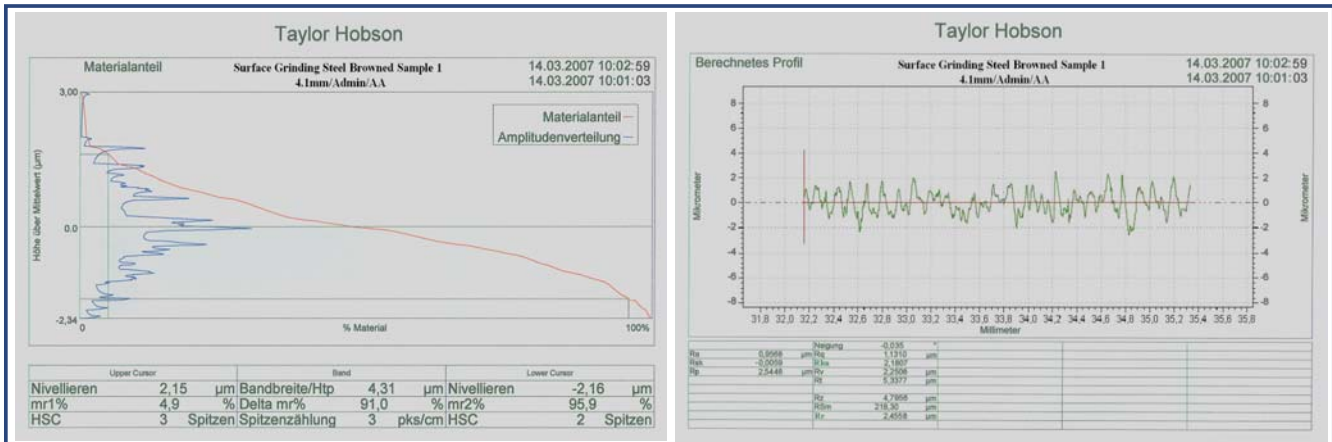 Taylor Hobson
Materialanteil
Surface Grinding Steel Browned Sample 1
4.1mm/Admin/AA
14.03.2007 10:02:59
14.03.2007 10:01:03
3,00
Materialanteil
Amplitudenverteilung
Höhe über Mittelwert (µm)
0.0
-2,34
0
% Material
100%
Upper Cursor Band Lower Cursor
Nivellieren 2,15 µm Bandbreite/Htp 4,31 µm Nivellieren -2,16 µm
mr1% 4,9 % Delta mr% 91,0 % mr2% 95,9 %
HSC 3 Spitzen Spitzenzählung 3 pks/cm HSC 2 Spitzen
Taylor Hobson
Berechnetes Profil
Surface Grinding Steel Browned Sample 1
4.1mm/Admin/AA
14.03.2007 10:02:59
14.03.2007 10:01:03
8 8
6 6
4 4
2 2
0 0
-2 -2
-4 -4
-6 -6
-8 -8
Mikrometer
Mikrometer
31,8 32,0 32,2 32,4 32,6 32,8 33,0 33,2 33,4 33,6 33,8 34,0 34,2 34,4 34,6 34,8 35,0 35,2 35,4 35,6 35,8
Millimeter
Neigung -0,035 °
Ra µm Rq 1,1310 µm
Rsk -0,0059 2,1807
Rp 2,5446 µm Rv µm
Rt 5,3377 µm
Rz µm
RSm µm
µm